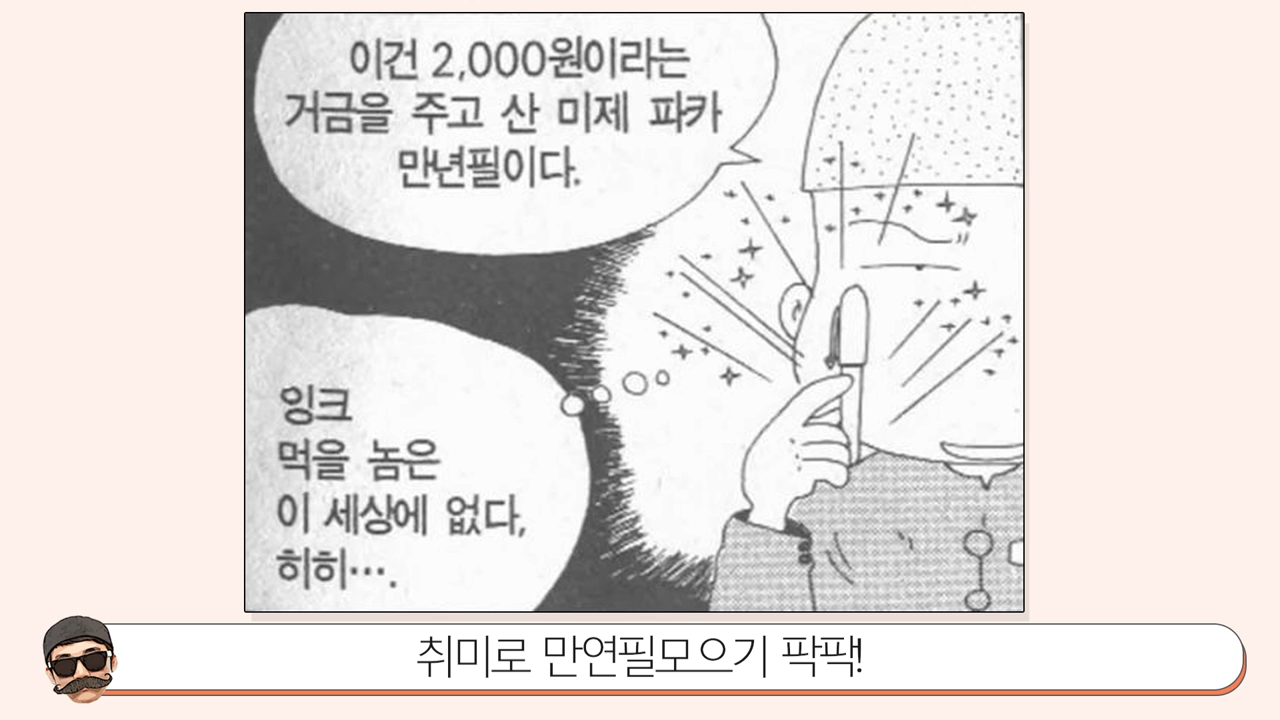 이건 2,000원이라는
거금을 주고 산 미제 파카
만년필이다.
잉크
먹을 놈은
이 세상에 없다,
히히….
취미로 만연필모으기 팍팍!